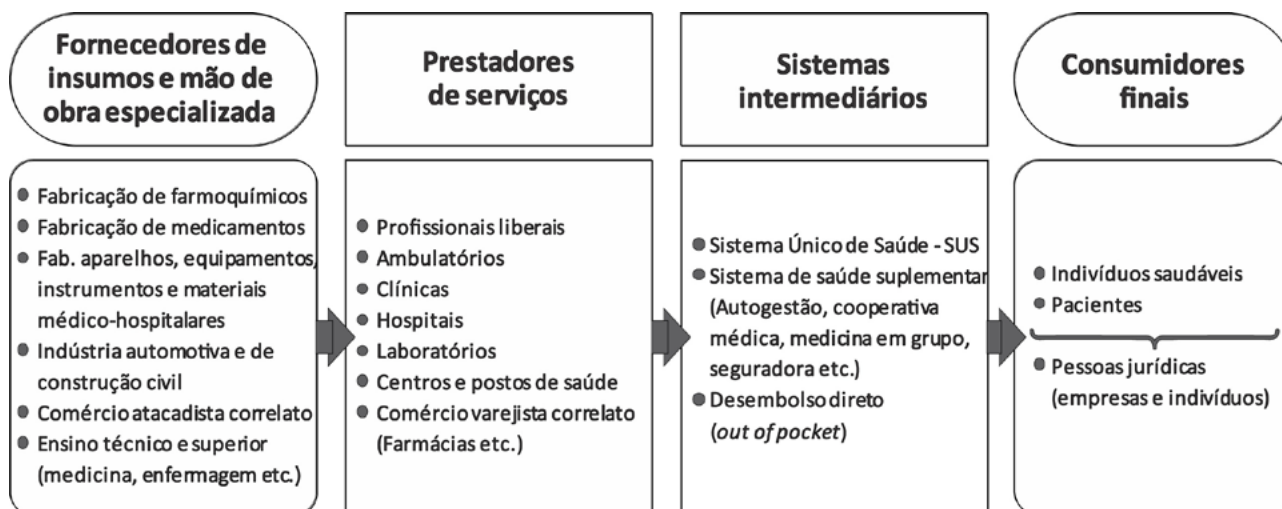 Fornecedores de
insumos e mão de
obra especializada
Fabricação de farmoquímicos
Fabricação de medicamentos
Fab. aparelhos, equipamentos,
instrumentos e materiais
médico-hospitalares
Indústria automotiva e de
construção civil
Comércio atacadista correlato
Ensino técnico e superior
(medicina, enfermagem etc.)
Prestadores
de serviços
Profissionais liberais
Ambulatórios
Clínicas
Hospitais
Laboratórios
Centros e postos de saúde
Comércio varejista correlato
(Farmácias etc.)
Sistemas
intermediários
Sistema Único de Saúde - SUS
Sistema de saúde suplementar
(Autogestão, cooperativa
médica, medicina em grupo,
seguradora etc.)
Desembolso direto
(out of pocket)
Consumidores
finais
Indivíduos saudáveis
Pacientes
Pessoas jurídicas
(empresas e indivíduos)